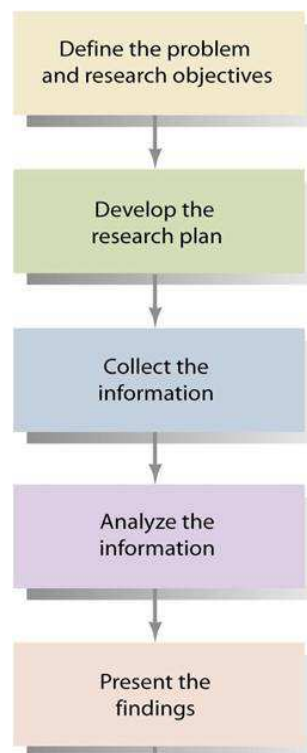 Define the problem
and research objectives
Develop the
research plan
Collect the
information
Analyze the
information
Present the
findings